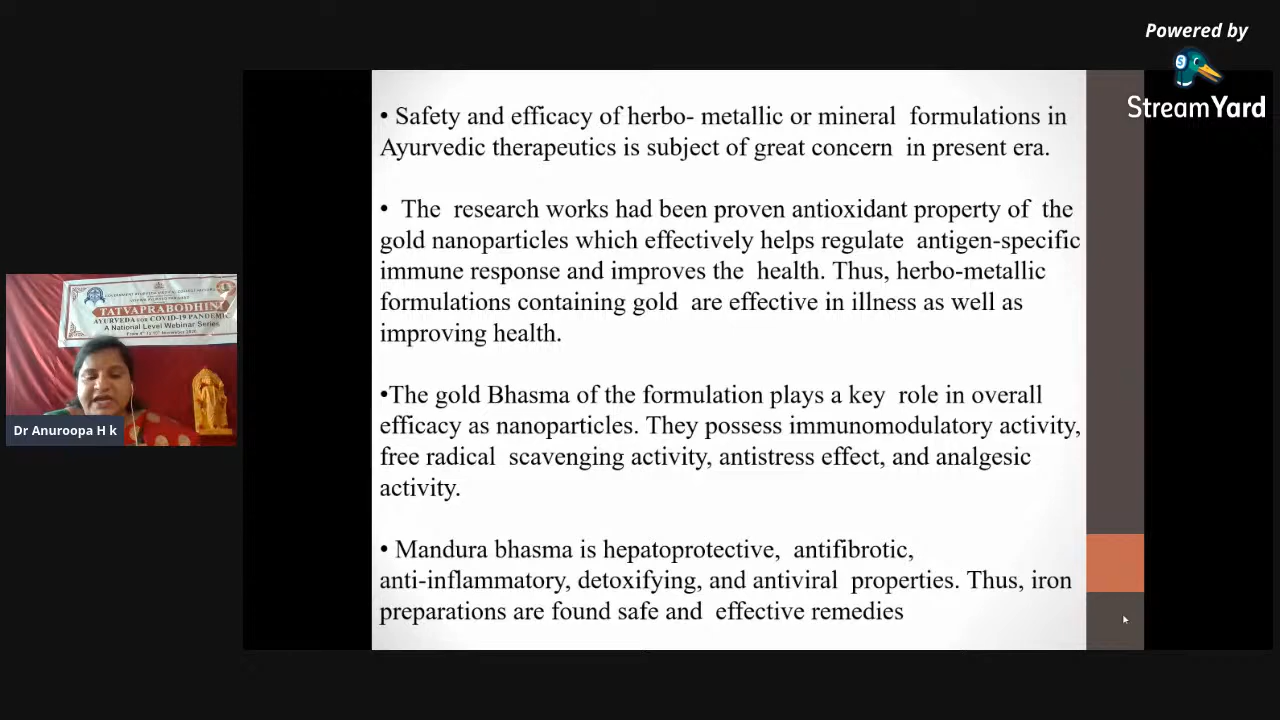 Powered by
StreamYard
• Safety and efficacy of herbo- metallic or mineral formulations in
Ayurvedic therapeutics is subject of great concern in present era.
• The research works had been proven antioxidant property of the
gold nanoparticles which effectively helps regulate antigen-specific
immune response and improves the health. Thus, herbo-metallic
formulations containing gold are effective in illness as well as
improving health.
•The gold Bhasma of the formulation plays a key role in overall
efficacy as nanoparticles. They possess immunomodulatory activity,
free radical scavenging activity, antistress effect, and analgesic
activity.
• Mandura bhasma is hepatoprotective, antifibrotic,
anti-inflammatory, detoxifying, and antiviral properties. Thus, iron
preparations are found safe and effective remedies
TATVAPRABODHINI
AYURVEDA FOR COVID-19 PANDEMIC
A National Level Webinar Series
Dr Anuroopa H k